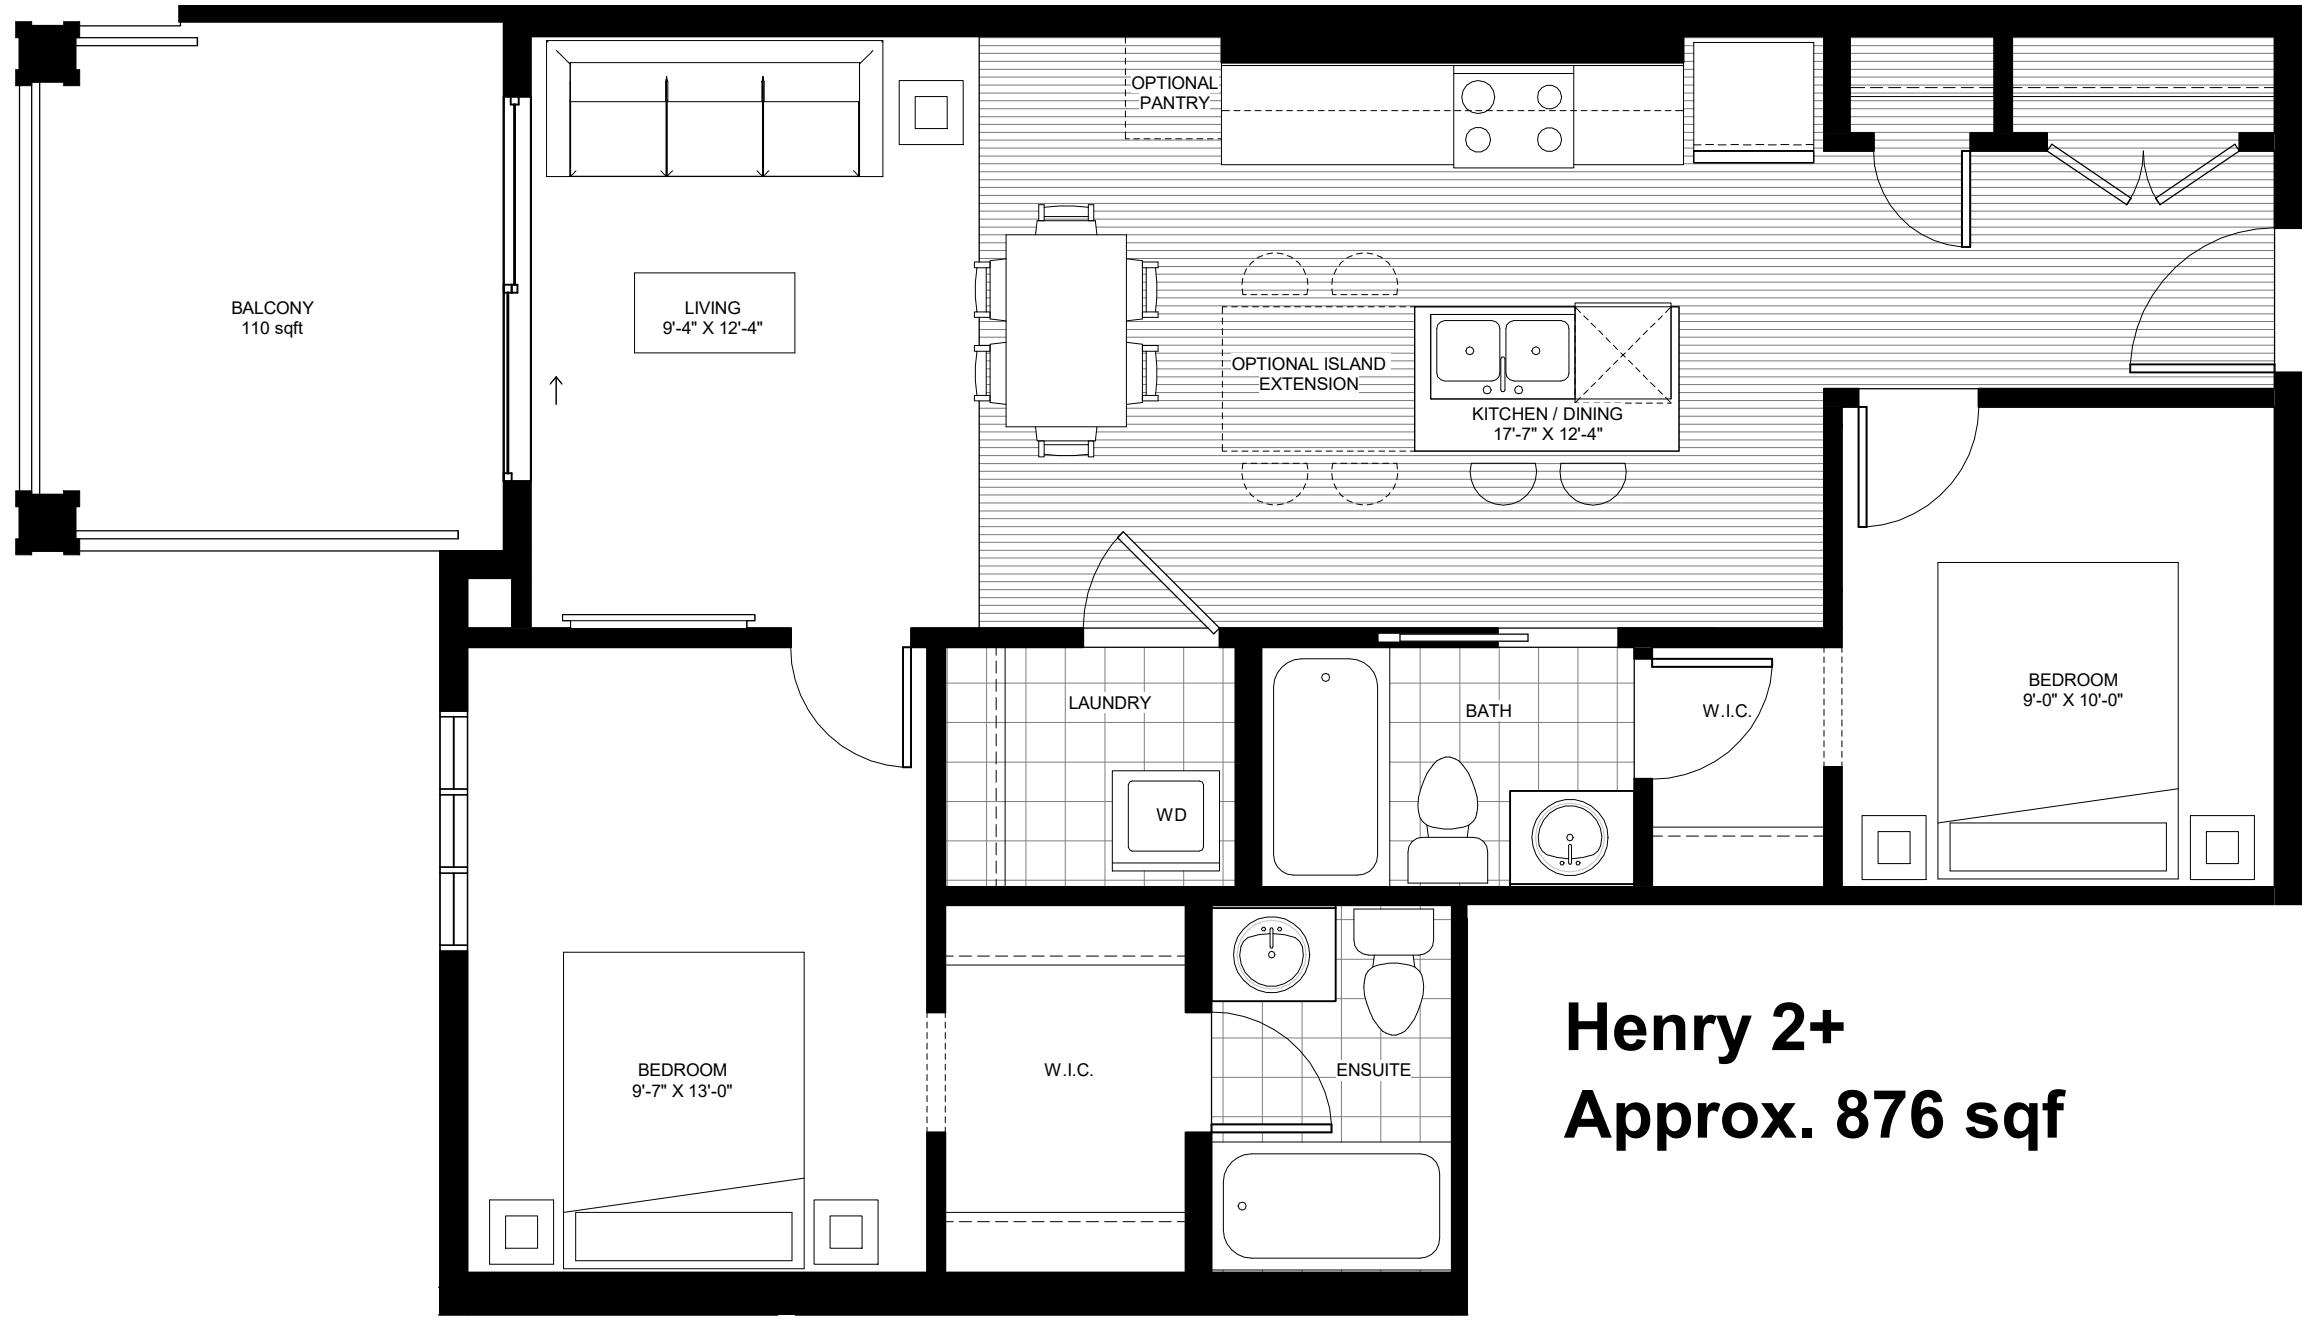 OPTIONAL
PANTRY
BALCONY
110 sqft
LIVING
9'-4" X 12'-4"
OPTIONAL ISLAND
EXTENSION
KITCHEN / DINING
17'-7" X 12'-4"
LAUNDRY
WD
BATH
W.I.C.
BEDROOM
9'-0" X 10'-0"
BEDROOM
9'-7" X 13'-0"
W.I.C.
ENSUITE
Henry 2+
Approx. 876 sqf